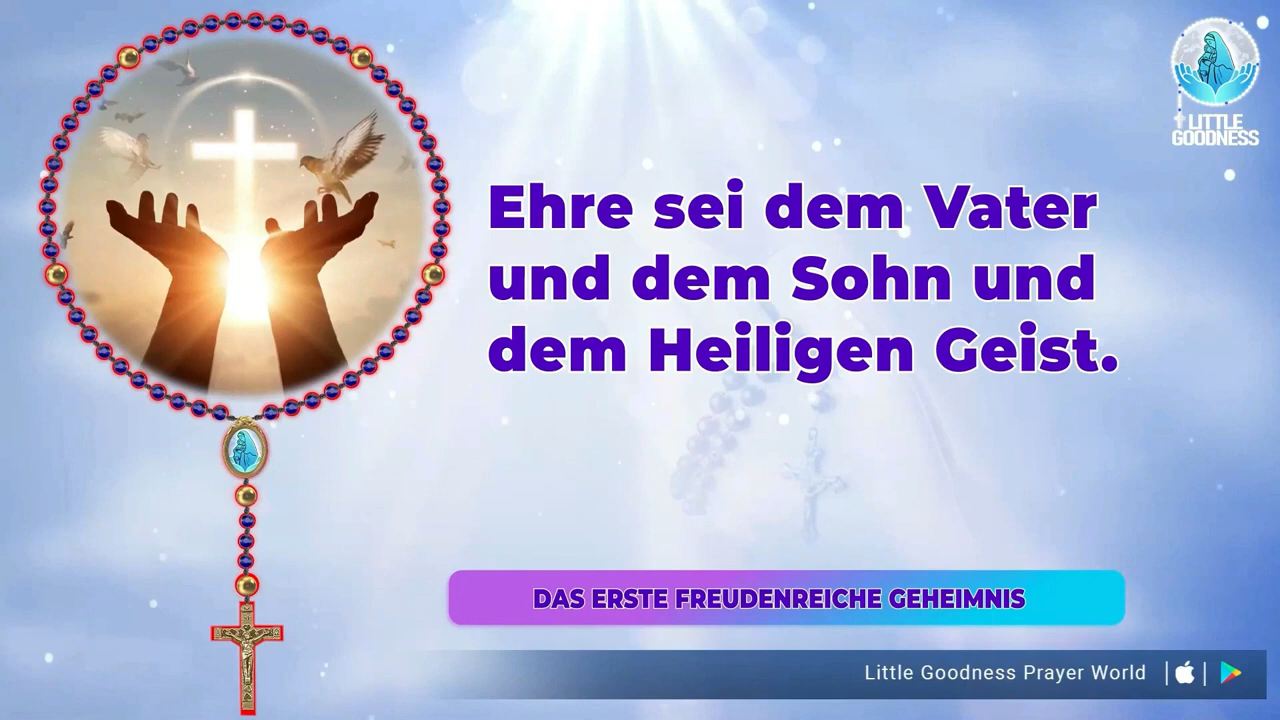 LITTLE
GOODNESS
Ehre sei dem Vater
und dem Sohn und
dem Heiligen Geist.
DAS ERSTE FREUDENREICHE GEHEIMNIS
Little Goodness Prayer World